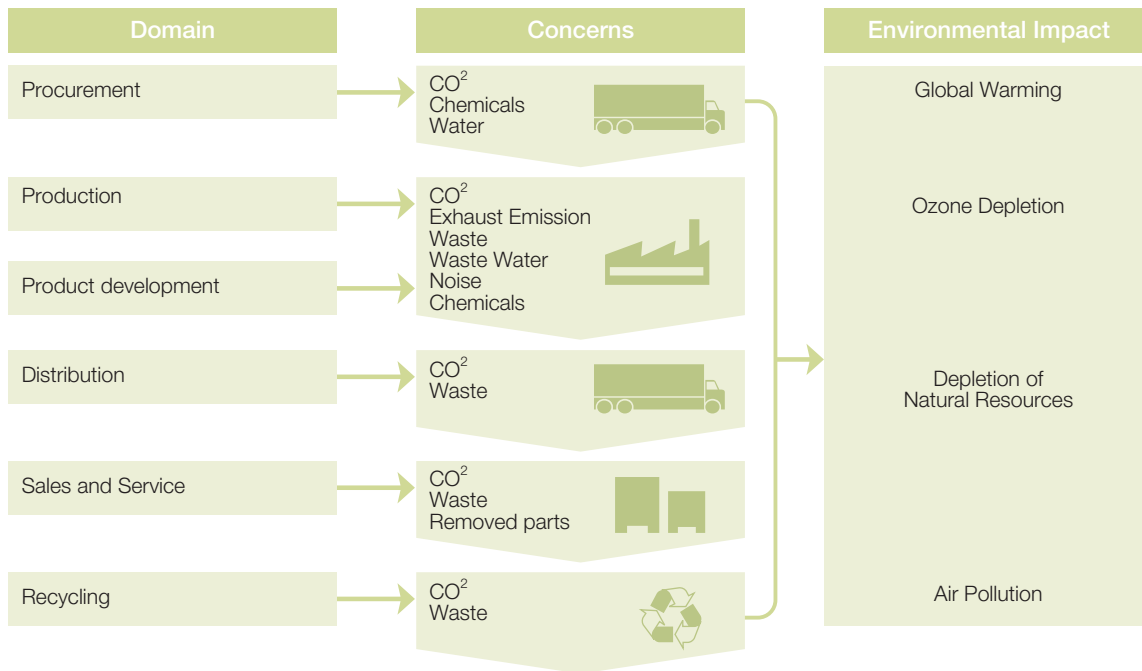 Domain
Concerns
Environmental Impact
Procurement
CO²
Chemicals
Water
Global Warming
Production
Product development
CO²
Exhaust Emission
Waste
Waste Water
Noise
Chemicals
Ozone Depletion
Distribution
CO²
Waste
Depletion of
Natural Resources
Sales and Service
CO²
Waste
Removed parts
Recycling
CO²
Waste
Air Pollution